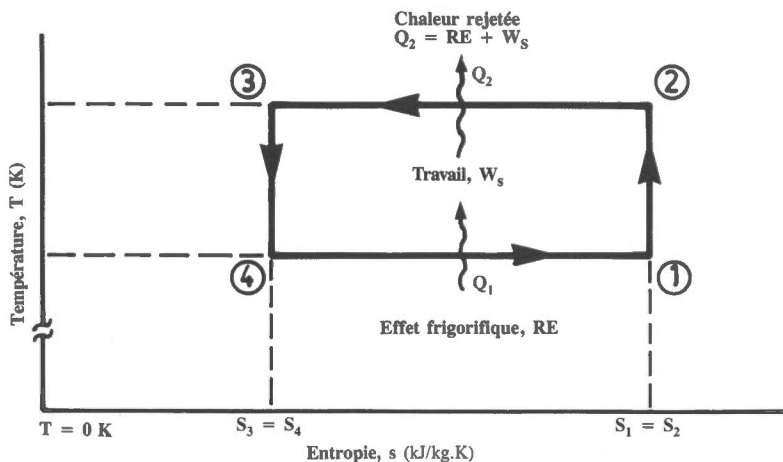 Chaleur rejetée
Q₂ = RE + Wₛ
③
②
Q₂
Travail, Wₛ
Température, T (K)
④
①
Q₁
Effet frigorifique, RE
T = 0 K
S₃ = S₄
S₁ = S₂
Entropie, s (kJ/kg.K)